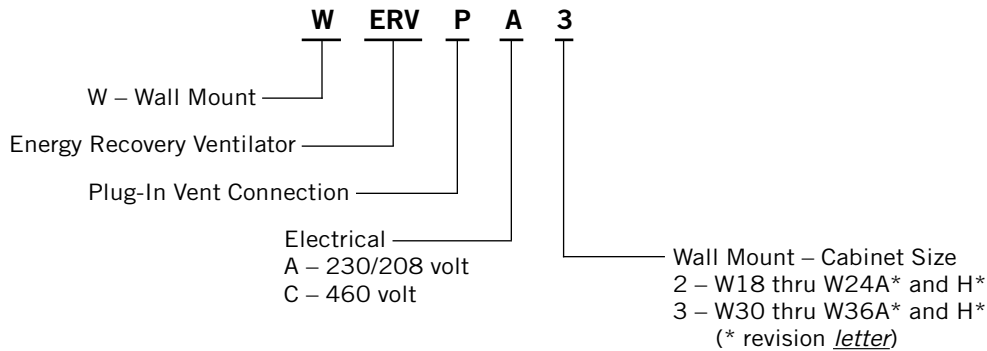 W ERV P A 3
W – Wall Mount
Energy Recovery Ventilator
Plug-In Vent Connection
Electrical
A – 230/208 volt
C – 460 volt
Wall Mount – Cabinet Size
2 – W18 thru W24A* and H*
3 – W30 thru W36A* and H*
(* revision letter)